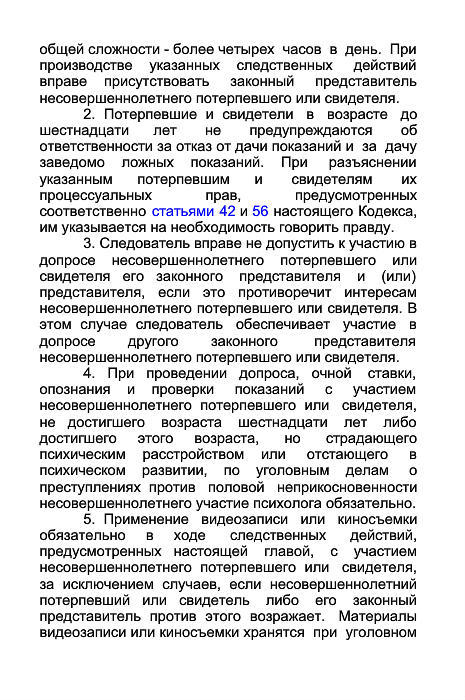 общей сложности - более четырех часов в день. При
производстве указанных следственных действий
вправе присутствовать законный представитель
несовершеннолетнего потерпевшего или свидетеля.
2. Потерпевшие и свидетели в возрасте до
шестнадцати лет не предупреждаются об
ответственности за отказ от дачи показаний и за дачу
заведомо ложных показаний. При разъяснении
указанным потерпевшим и свидетелям их
процессуальных прав, предусмотренных
соответственно статьями 42 и 56 настоящего Кодекса,
им указывается на необходимость говорить правду.
3. Следователь вправе не допустить к участию в
допросе несовершеннолетнего потерпевшего или
свидетеля его законного представителя и (или)
представителя, если это противоречит интересам
несовершеннолетнего потерпевшего или свидетеля. В
этом случае следователь обеспечивает участие в
допросе другого законного представителя
несовершеннолетнего потерпевшего или свидетеля.
4. При проведении допроса, очной ставки,
опознания и проверки показаний с участием
несовершеннолетнего потерпевшего или свидетеля,
не достигшего возраста шестнадцати лет либо
достигшего этого возраста, но страдающего
психическим расстройством или отстающего в
психическом развитии, по уголовным делам о
преступлениях против половой неприкосновенности
несовершеннолетнего участие психолога обязательно.
5. Применение видеозаписи или киносъемки
обязательно в ходе следственных действий,
предусмотренных настоящей главой, с участием
несовершеннолетнего потерпевшего или свидетеля,
за исключением случаев, если несовершеннолетний
потерпевший или свидетель либо его законный
представитель против этого возражает. Материалы
видеозаписи или киносъемки хранятся при уголовном